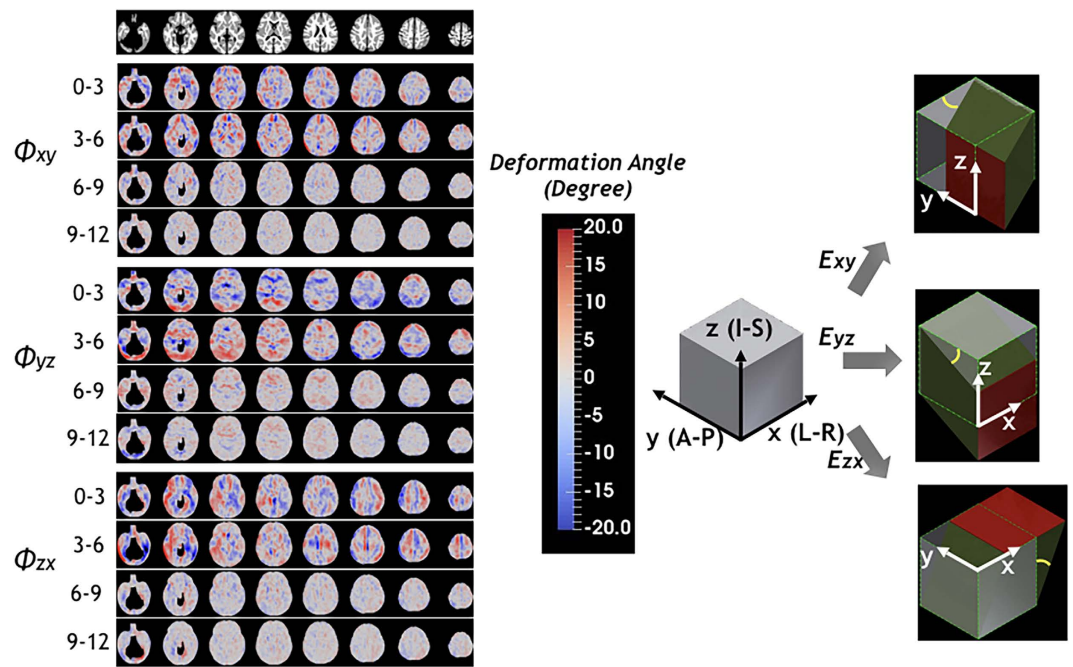 0-3
Φxy
3-6
6-9
9-12
0-3
Φyz
3-6
6-9
9-12
0-3
Φzx
3-6
6-9
9-12
Deformation Angle
(Degree)
20.0
15
10
5
0
-5
-10
-15
-20.0
z (I-S)
y (A-P)
x (L-R)
Exy
Eyz
Ezx
z
y
z
x
y
x